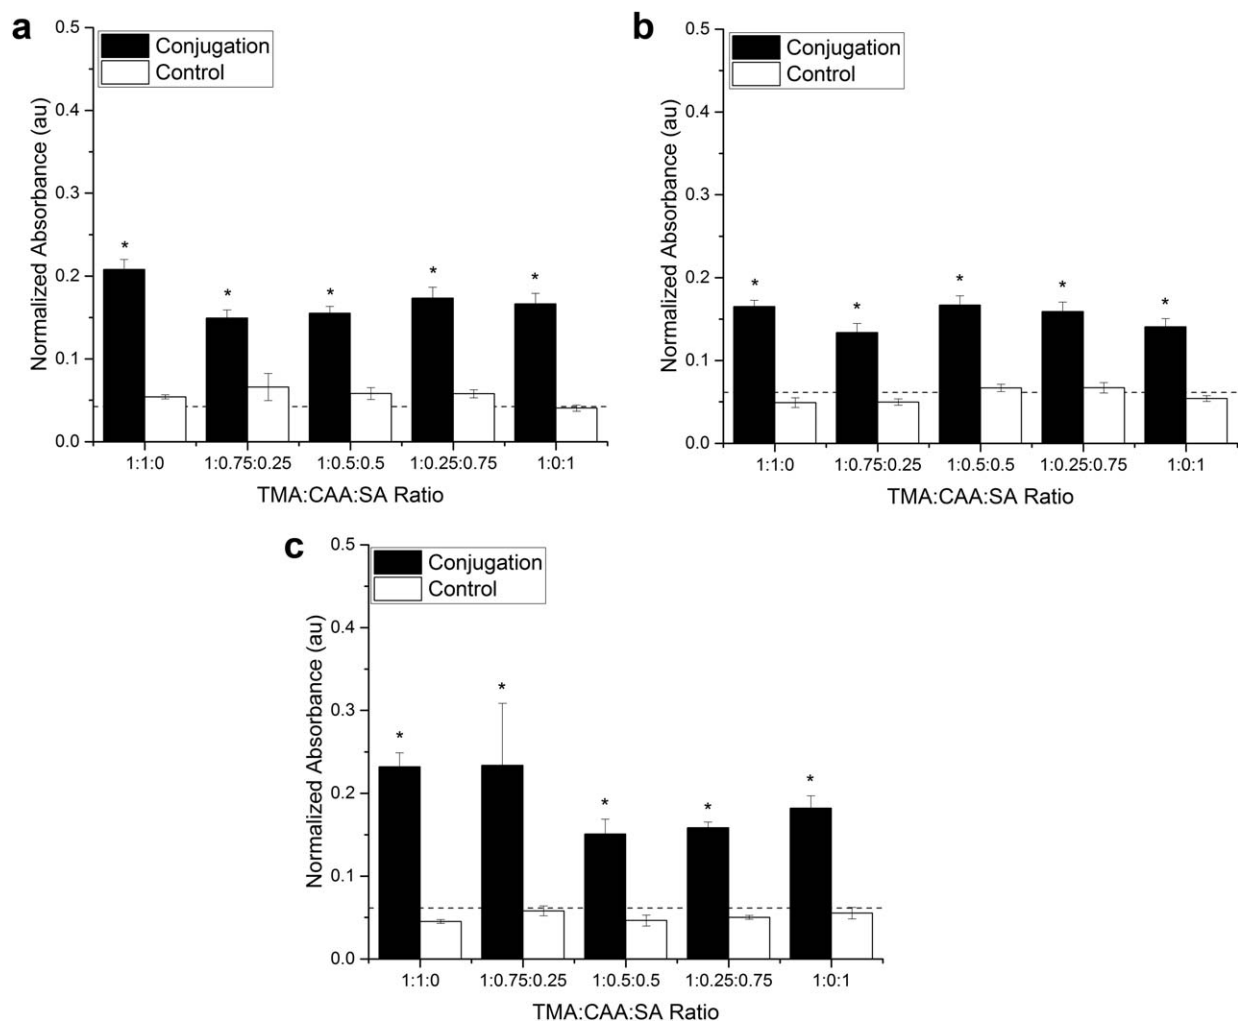 a
0.5
Conjugation
Control
0.4
0.3
0.2
0.1
0.0
Normalized Absorbance (au)
*
*
*
*
*
1:1:0 1:0.75:0.25 1:0.5:0.5 1:0.25:0.75 1:0:1
TMA:CAA:SA Ratio
b
0.5
Conjugation
Control
0.4
0.3
0.2
0.1
0.0
Normalized Absorbance (au)
*
*
*
*
*
1:1:0 1:0.75:0.25 1:0.5:0.5 1:0.25:0.75 1:0:1
TMA:CAA:SA Ratio
c
0.5
Conjugation
Control
0.4
0.3
0.2
0.1
0.0
Normalized Absorbance (au)
*
*
*
*
*
1:1:0 1:0.75:0.25 1:0.5:0.5 1:0.25:0.75 1:0:1
TMA:CAA:SA Ratio